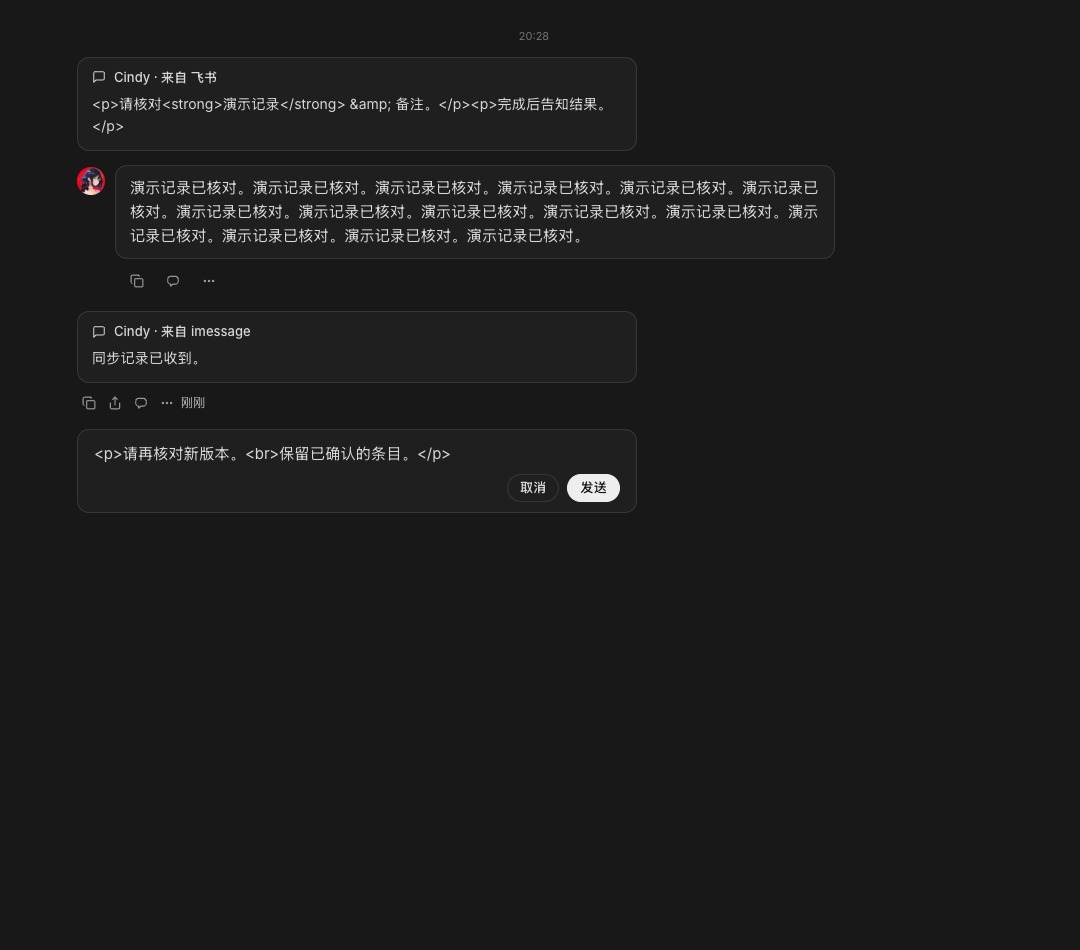 20:28
Cindy · 来自 飞书
<p>请核对<strong>演示记录</strong> &amp; 备注。</p><p>完成后告知结果。
</p>
演示记录已核对。演示记录已核对。演示记录已核对。演示记录已核对。演示记录已核对。演示记录已
核对。演示记录已核对。演示记录已核对。演示记录已核对。演示记录已核对。演示记录已核对。演示
记录已核对。演示记录已核对。演示记录已核对。演示记录已核对。
Cindy · 来自 imessage
同步记录已收到。
刚刚
<p>请再核对新版本。<br>保留已确认的条目。</p>
取消
发送